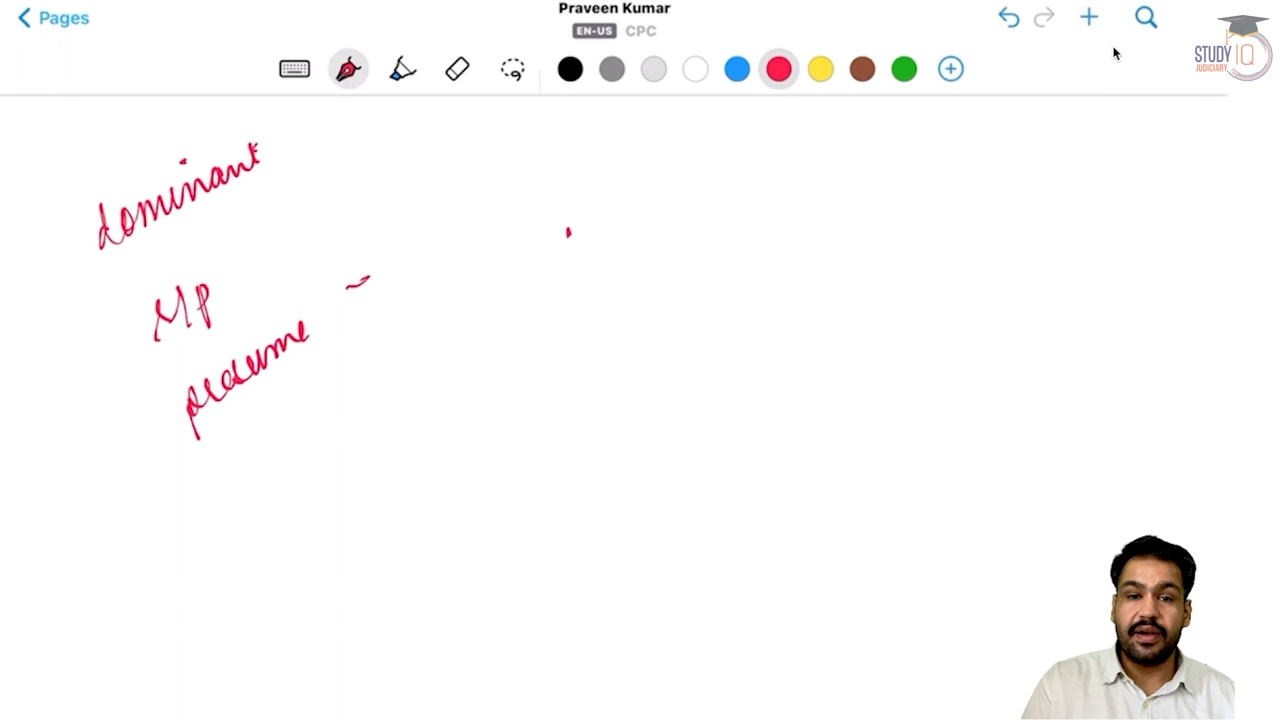 Pages
Praveen Kumar
EN-US CPC
STUDY IQ
JUDICIARY
dominant
MP
presume